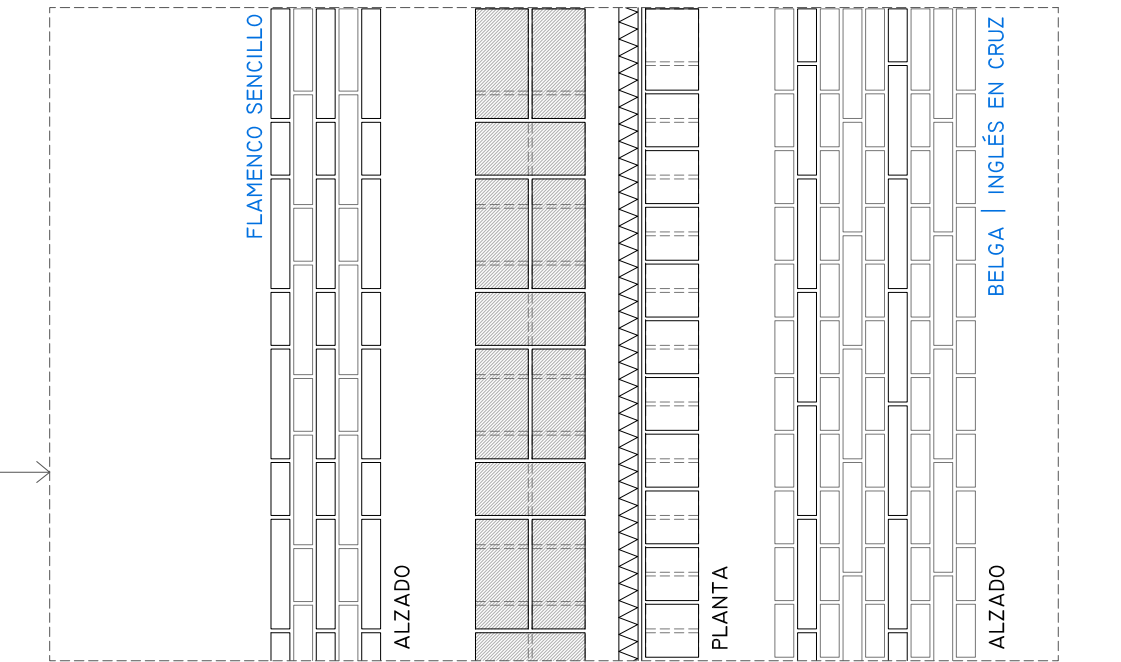 FLAMENCO SENCILLO
ALZADO
PLANTA
BELGA | INGLÉS EN CRUZ
ALZADO